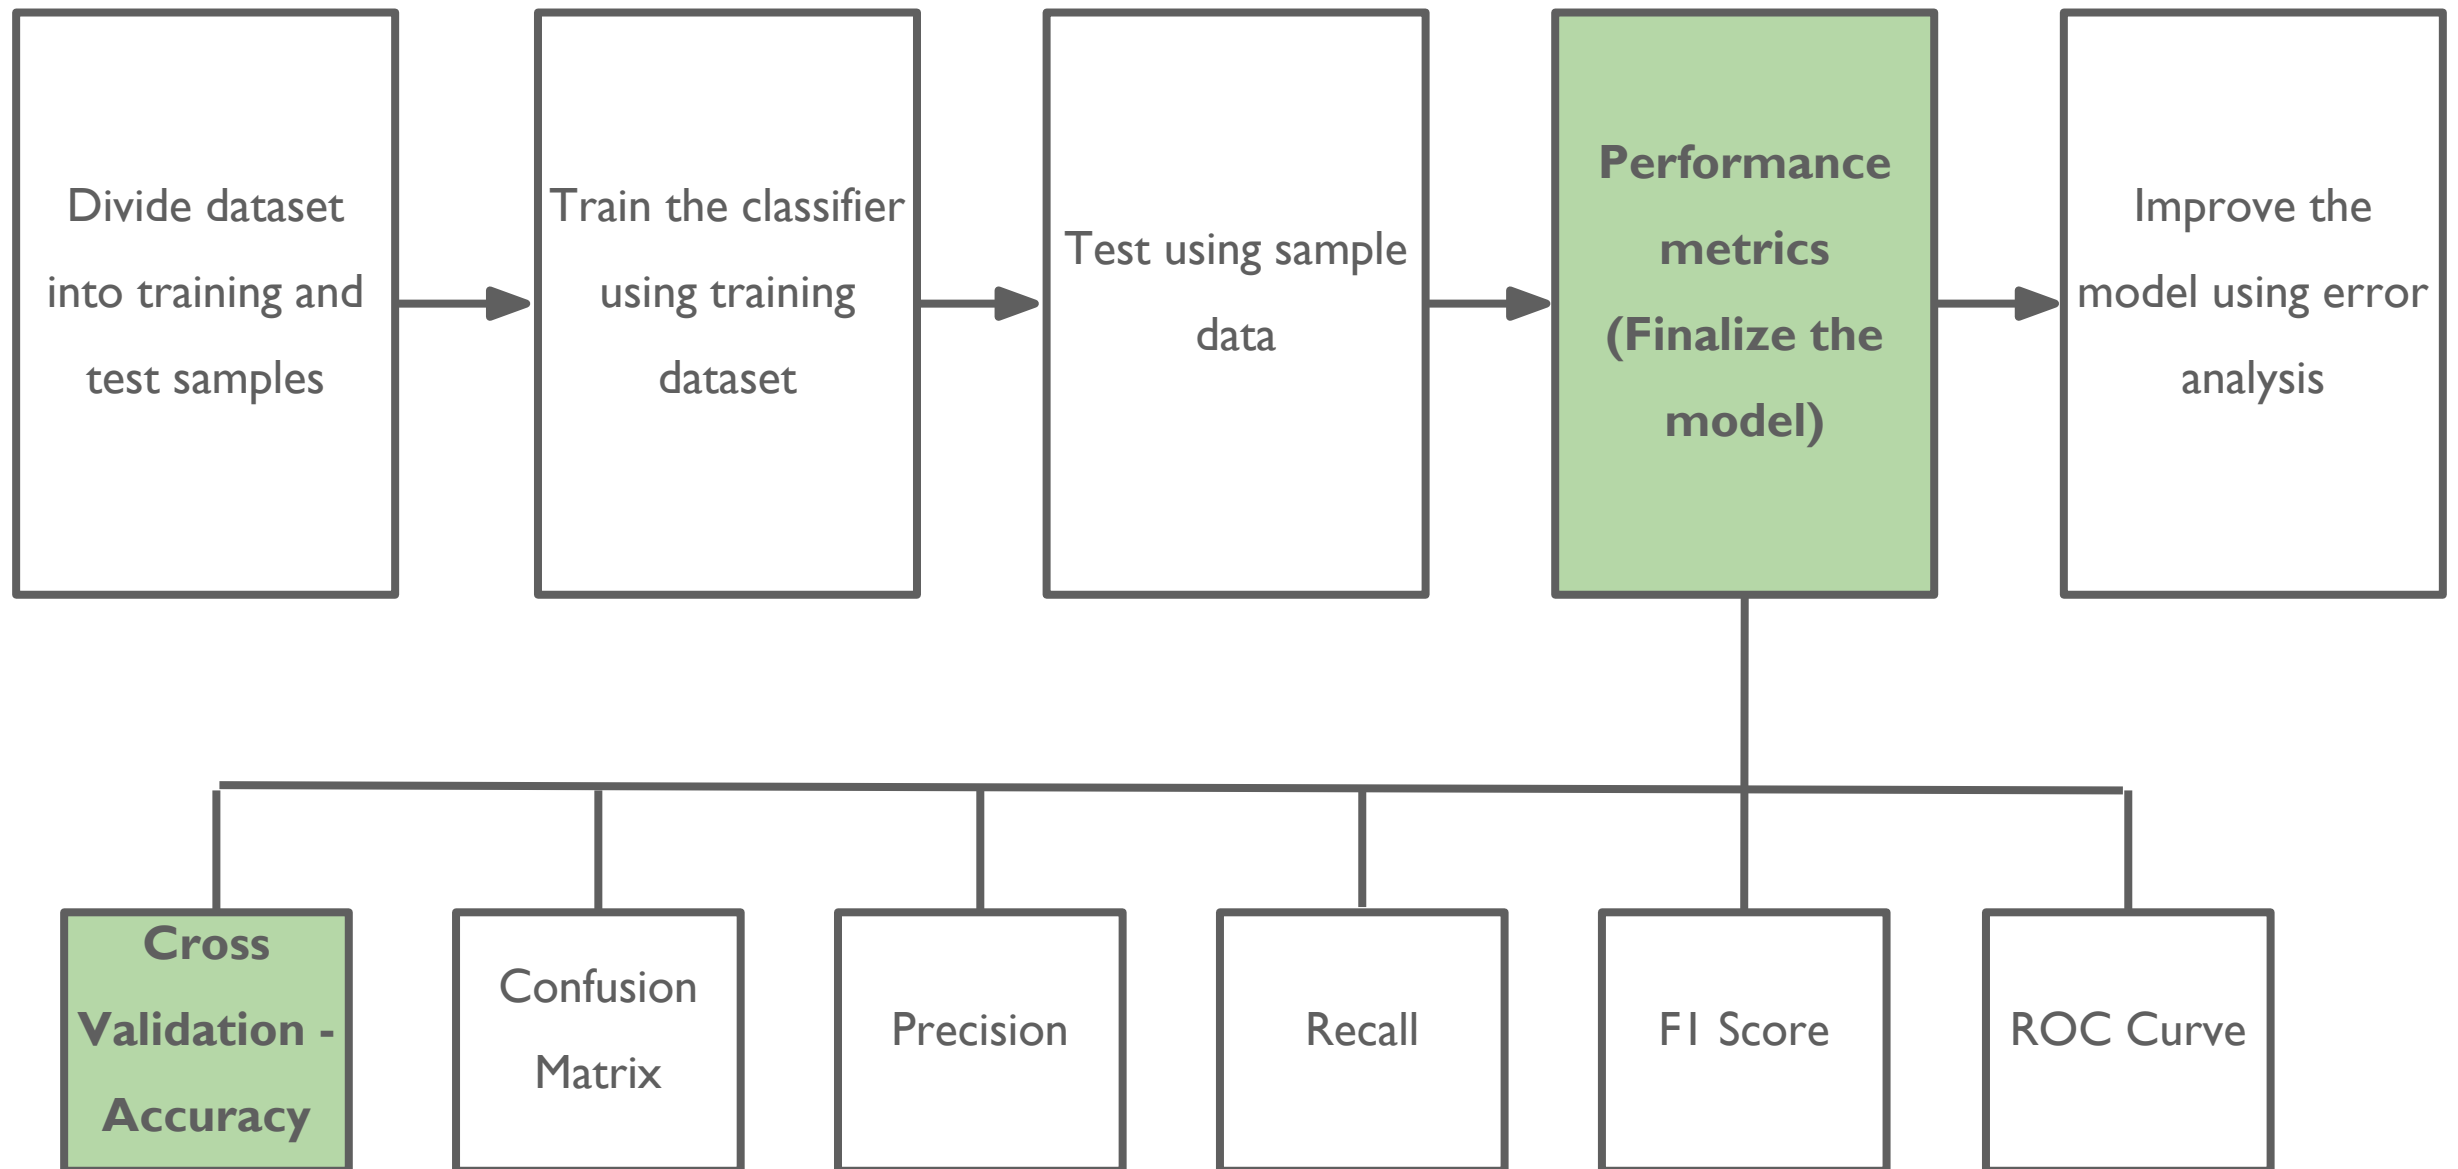 Divide dataset
into training and
test samples
Train the classifier
using training
dataset
Test using sample
data
Performance
metrics
(Finalize the
model)
Improve the
model using error
analysis
Cross
Validation -
Accuracy
Confusion
Matrix
Precision
Recall
F1 Score
ROC Curve